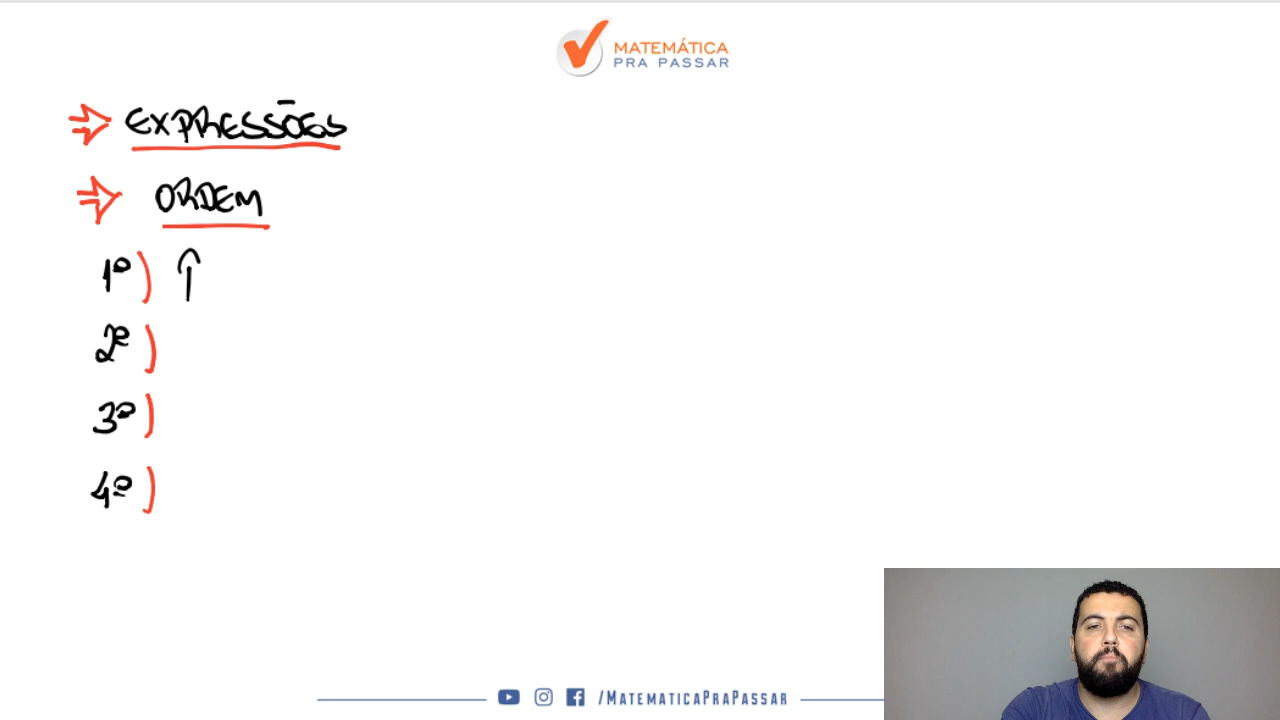 MATEMÁTICA
PRA PASSAR
EXPRESSÕES
ORDEM
1º) ↑
2º)
3º)
4º)
/MATEMATICAPRAPASSAR